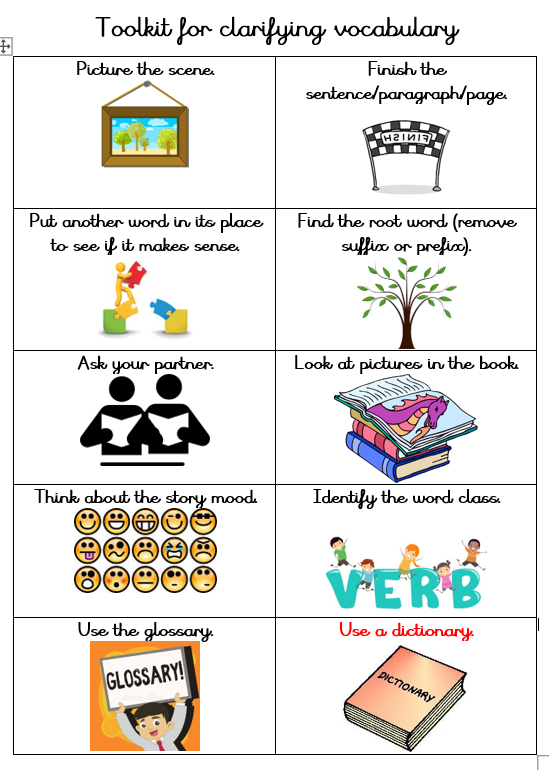 Toolkit for clarifying vocabulary
Picture the scene.
Finish the
sentence/paragraph/page.
FINISH
Put another word in its place
to see if it makes sense.
Find the root word (remove
suffix or prefix).
Ask your partner.
Look at pictures in the book.
Think about the story mood.
Identify the word class.
VERB
Use the glossary.
GLOSSARY!
Use a dictionary.
DICTIONARY